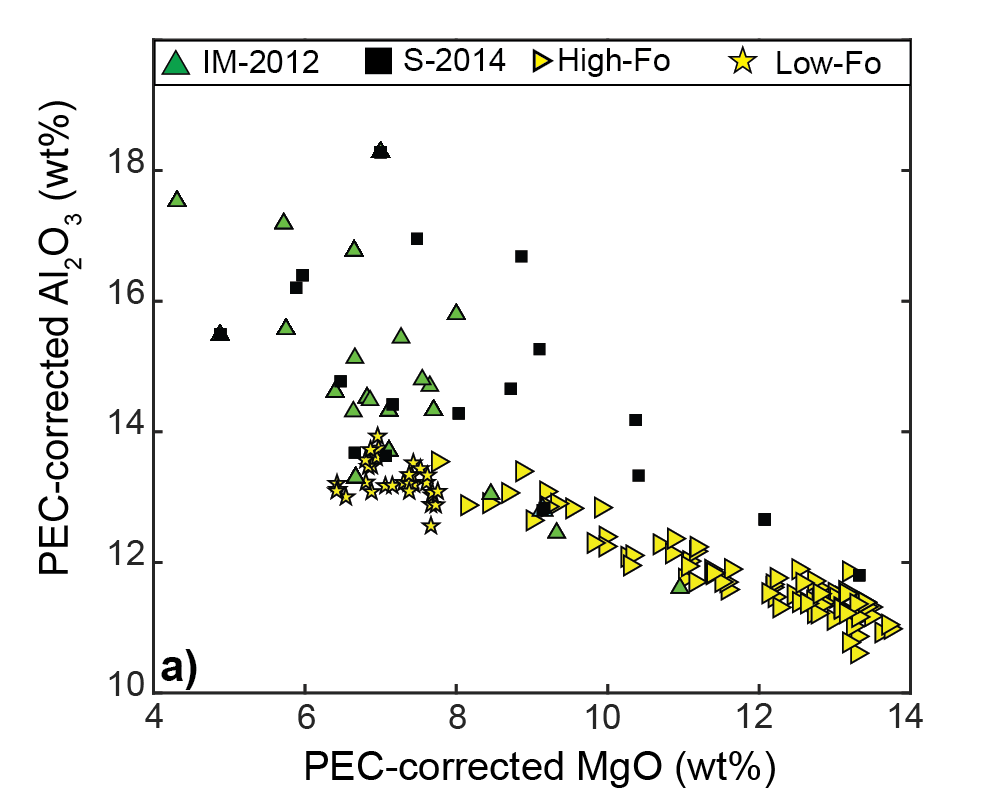 IM-2012 S-2014 High-Fo Low-Fo
PEC-corrected Al2O3 (wt%)
18
16
14
12
10
a)
4 6 8 10 12 14
PEC-corrected MgO (wt%)